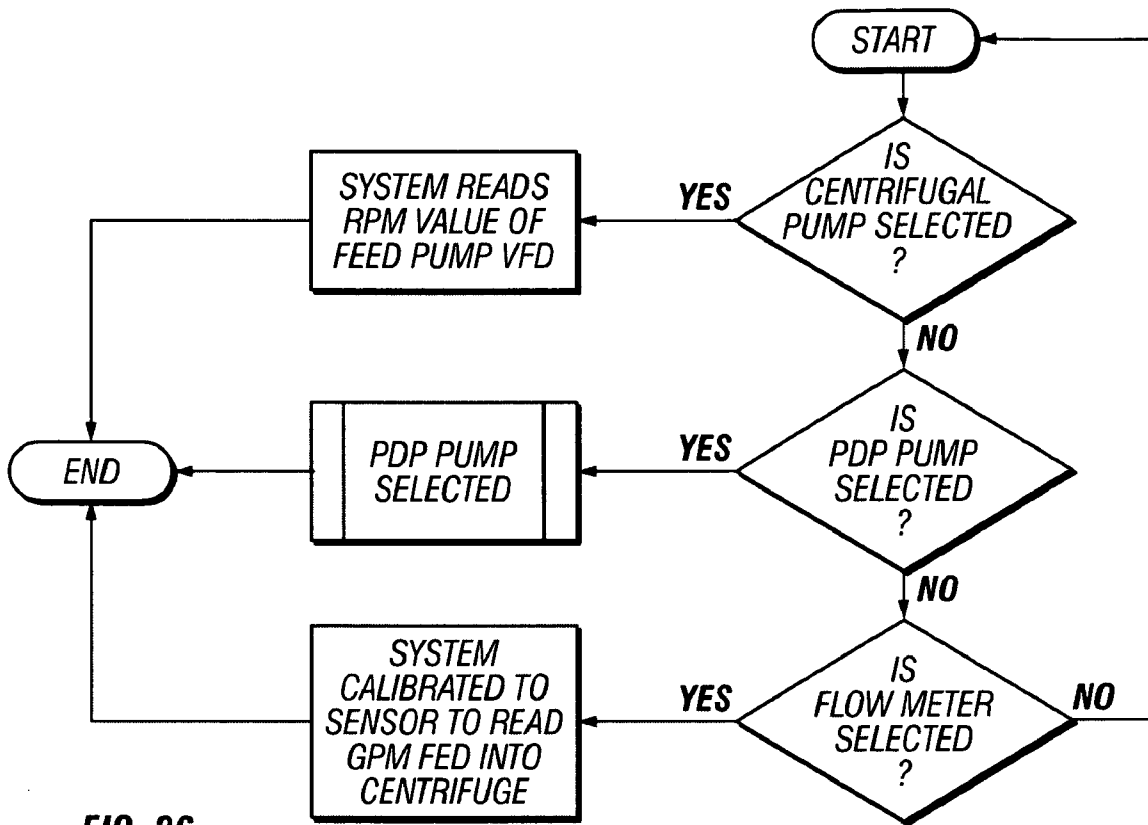 START
IS
CENTRIFUGAL
PUMP SELECTED
?
YES
SYSTEM READS
RPM VALUE OF
FEED PUMP VFD
NO
IS
PDP PUMP
SELECTED
?
YES
PDP PUMP
SELECTED
END
NO
IS
FLOW METER
SELECTED
?
NO
YES
SYSTEM
CALIBRATED TO
SENSOR TO READ
GPM FED INTO
CENTRIFUGE